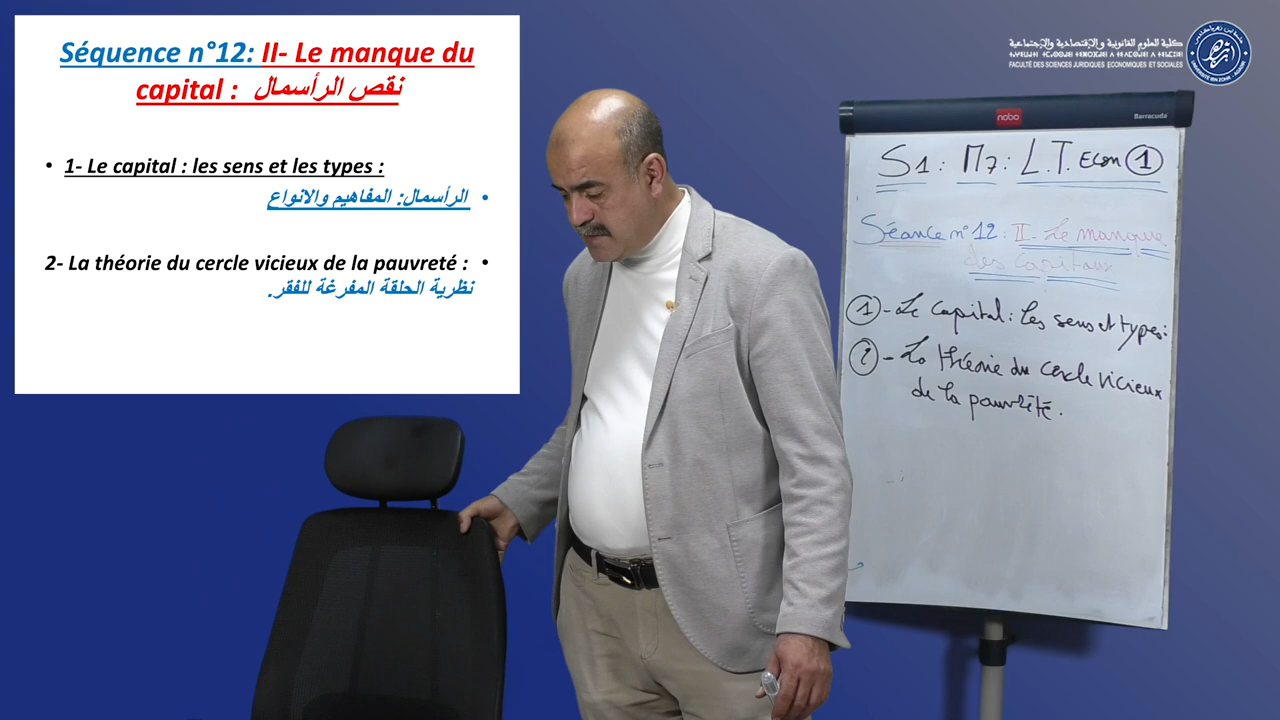 Séquence n°12: II- Le manque du
capital : نقص الرأسمال
• 1- Le capital : les sens et les types :
• الرأسمال: المفاهيم والانواع
2- La théorie du cercle vicieux de la pauvreté : •
نظرية الحلقة المفرغة للفقر.
كلية العلوم القانونية والاقتصادية والاجتماعية
FACULTÉ DES SCIENCES JURIDIQUES ECONOMIQUES ET SOCIALES
nobo
Barracuda
S1: M7: L.T. Econ 1
Séance n° 12: II- Le manque
des capitaux
1 - Le capital: les sens et types:
2 - La théorie du cercle vicieux
de la pauvreté.